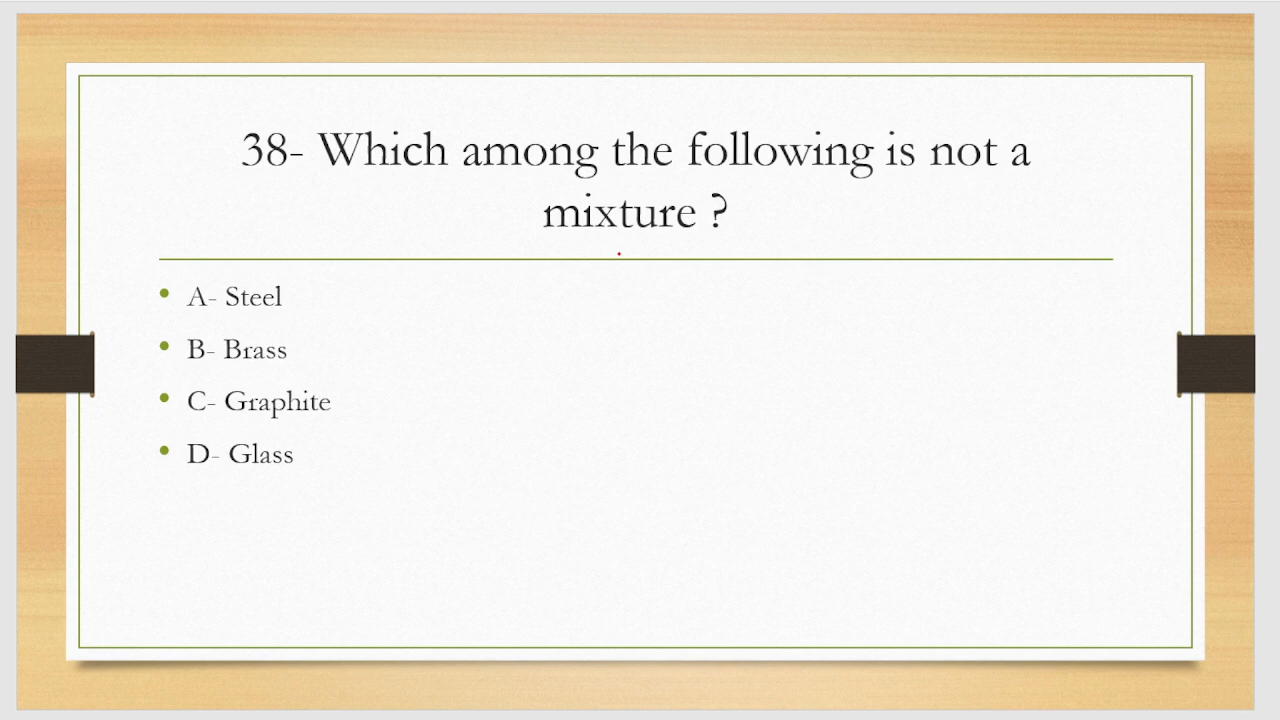 38- Which among the following is not a
mixture ?
• A- Steel
• B- Brass
• C- Graphite
• D- Glass